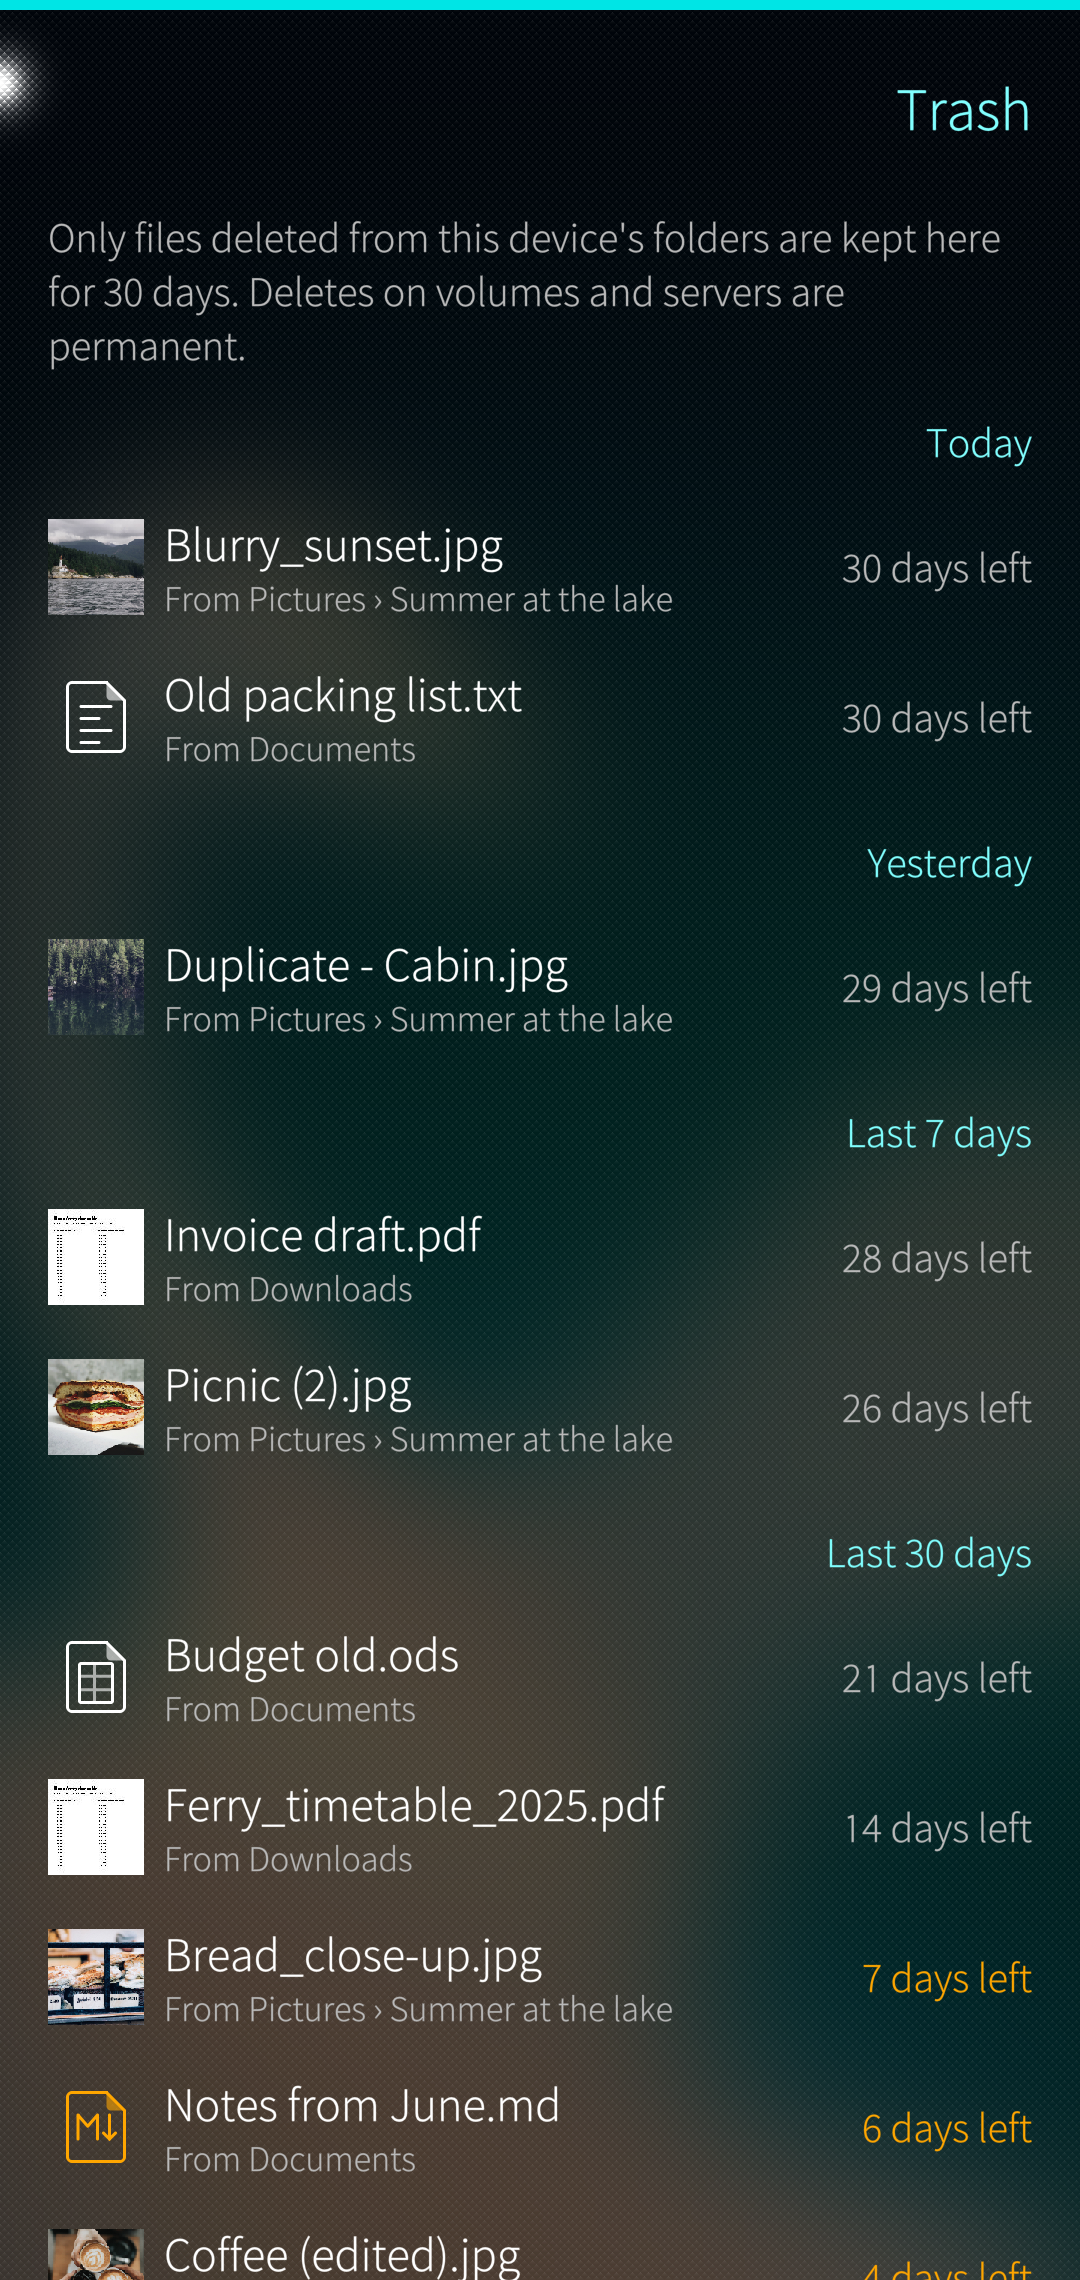 Trash
Only files deleted from this device's folders are kept here
for 30 days. Deletes on volumes and servers are
permanent.
Today
Blurry_sunset.jpg
30 days left
From Pictures › Summer at the lake
Old packing list.txt
30 days left
From Documents
Yesterday
Duplicate - Cabin.jpg
29 days left
From Pictures › Summer at the lake
Last 7 days
Invoice draft.pdf
28 days left
From Downloads
Picnic (2).jpg
26 days left
From Pictures › Summer at the lake
Last 30 days
Budget old.ods
21 days left
From Documents
Ferry_timetable_2025.pdf
14 days left
From Downloads
Bread_close-up.jpg
7 days left
From Pictures › Summer at the lake
Notes from June.md
6 days left
From Documents
Coffee (edited).jpg
4 days left